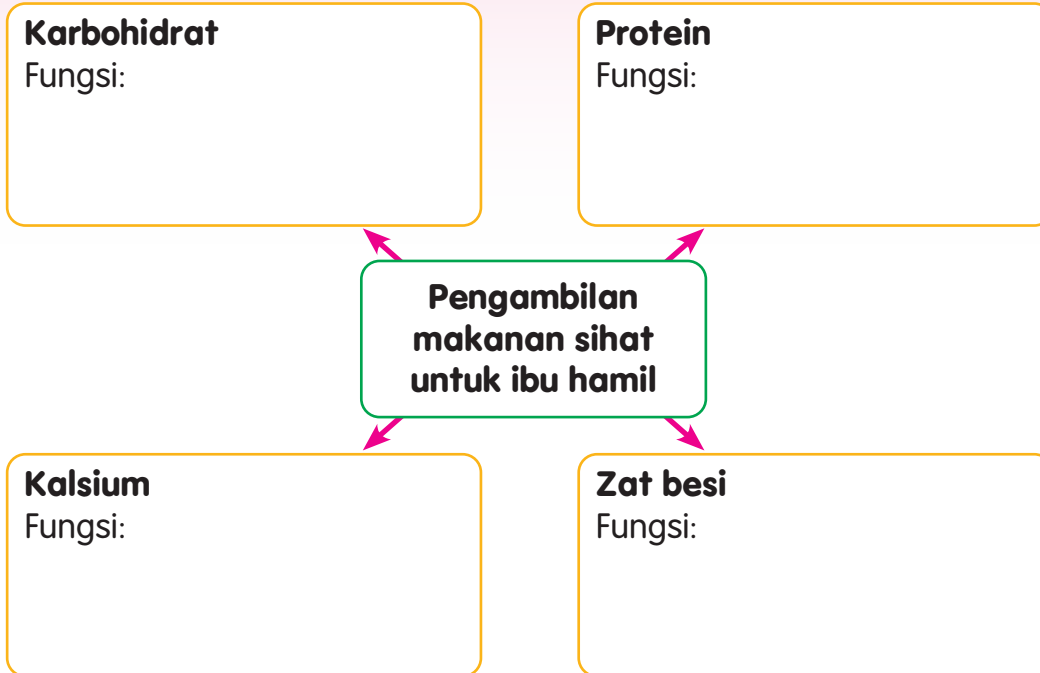 Karbohidrat
Fungsi:
Protein
Fungsi:
Pengambilan
makanan sihat
untuk ibu hamil
Kalsium
Fungsi:
Zat besi
Fungsi: